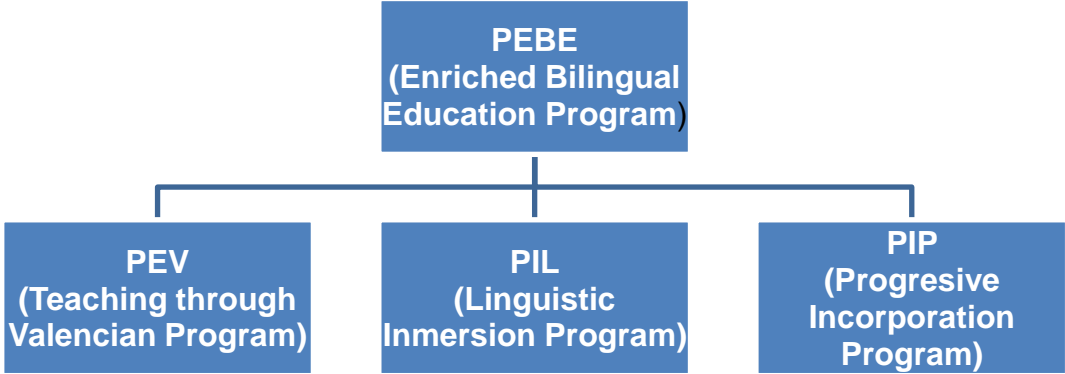 PEBE
(Enriched Bilingual
Education Program)
PEV
(Teaching through
Valencian Program)
PIL
(Linguistic
Inmersion Program)
PIP
(Progresive
Incorporation
Program)